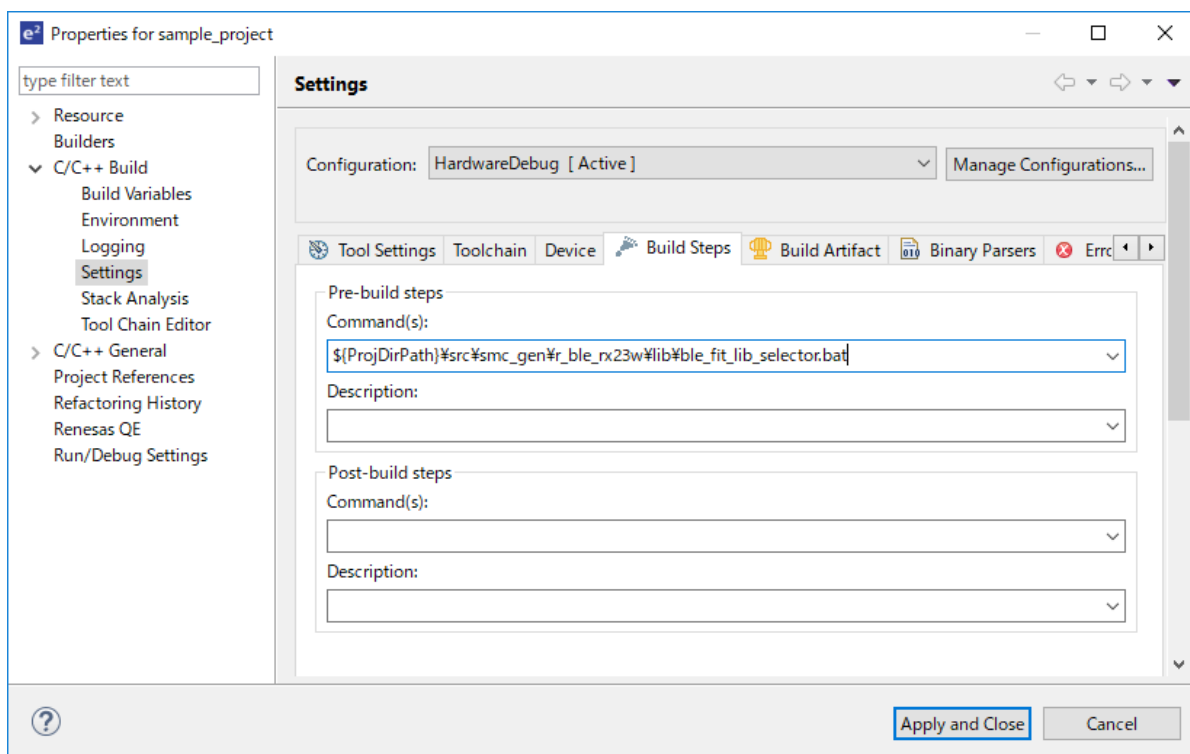 e² Properties for sample_project
type filter text
Resource
Builders
C/C++ Build
Build Variables
Environment
Logging
Settings
Stack Analysis
Tool Chain Editor
C/C++ General
Project References
Refactoring History
Renesas QE
Run/Debug Settings
Settings
Configuration: HardwareDebug [ Active ] Manage Configurations...
Tool Settings Toolchain Device Build Steps Build Artifact 010 Binary Parsers Errc
Pre-build steps
Command(s):
${ProjDirPath}¥src¥smc_gen¥r_ble_rx23w¥lib¥ble_fit_lib_selector.bat
Description:
Post-build steps
Command(s):
Description:
? Apply and Close Cancel